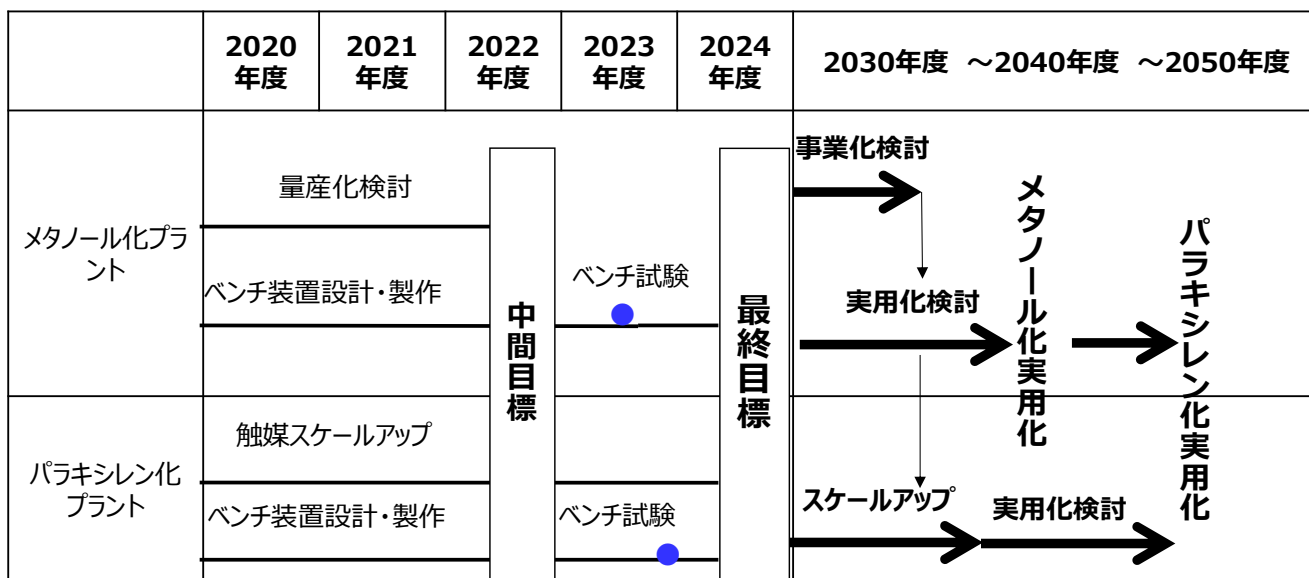 2020
年度
2021
年度
2022
年度
2023
年度
2024
年度
2030年度 ～2040年度 ～2050年度
メタノール化プラ
ント
量産化検討
ベンチ装置設計・製作
中間目標
ベンチ試験
最終目標
事業化検討
実用化検討
メタノール化実用化
パラキシレン化実用化
パラキシレン化
プラント
触媒スケールアップ
ベンチ装置設計・製作
ベンチ試験
スケールアップ
実用化検討